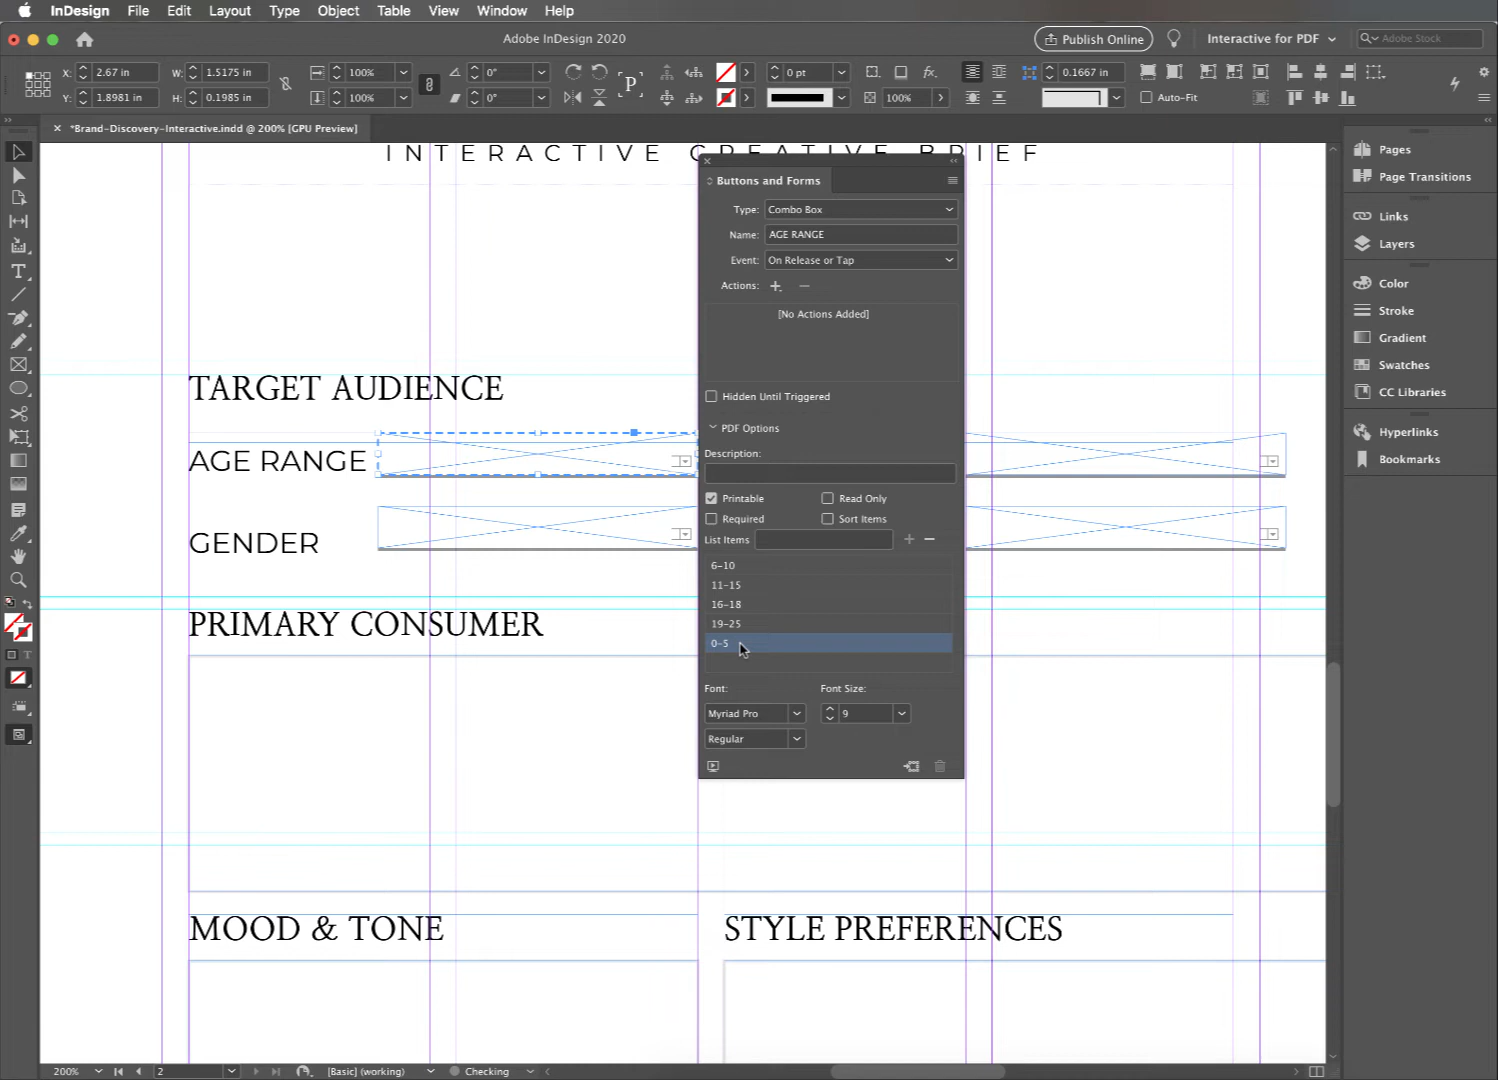 InDesign File Edit Layout Type Object Table View Window Help
Adobe InDesign 2020
Publish Online
Interactive for PDF
Adobe Stock
X: 2.67 in W: 1.5175 in 100% 0° 0 pt 0.1667 in
Y: 1.8981 in H: 0.1985 in 100% 0° 100% Auto-Fit
P
fx.
*Brand-Discovery-Interactive.indd @ 200% [GPU Preview]
INTERACTIVE CREATIVE BRIEF
Buttons and Forms
Type: Combo Box
Name: AGE RANGE
Event: On Release or Tap
Actions:
[No Actions Added]
Hidden Until Triggered
PDF Options
Description:
Printable Read Only
Required Sort Items
List Items
6-10
11-15
16-18
19-25
0-5
Font: Font Size:
Myriad Pro 9
Regular
TARGET AUDIENCE
AGE RANGE
GENDER
PRIMARY CONSUMER
MOOD & TONE
STYLE PREFERENCES
Pages
Page Transitions
Links
Layers
Color
Stroke
Gradient
Swatches
CC Libraries
Hyperlinks
Bookmarks
200% 2 [Basic] (working) Checking